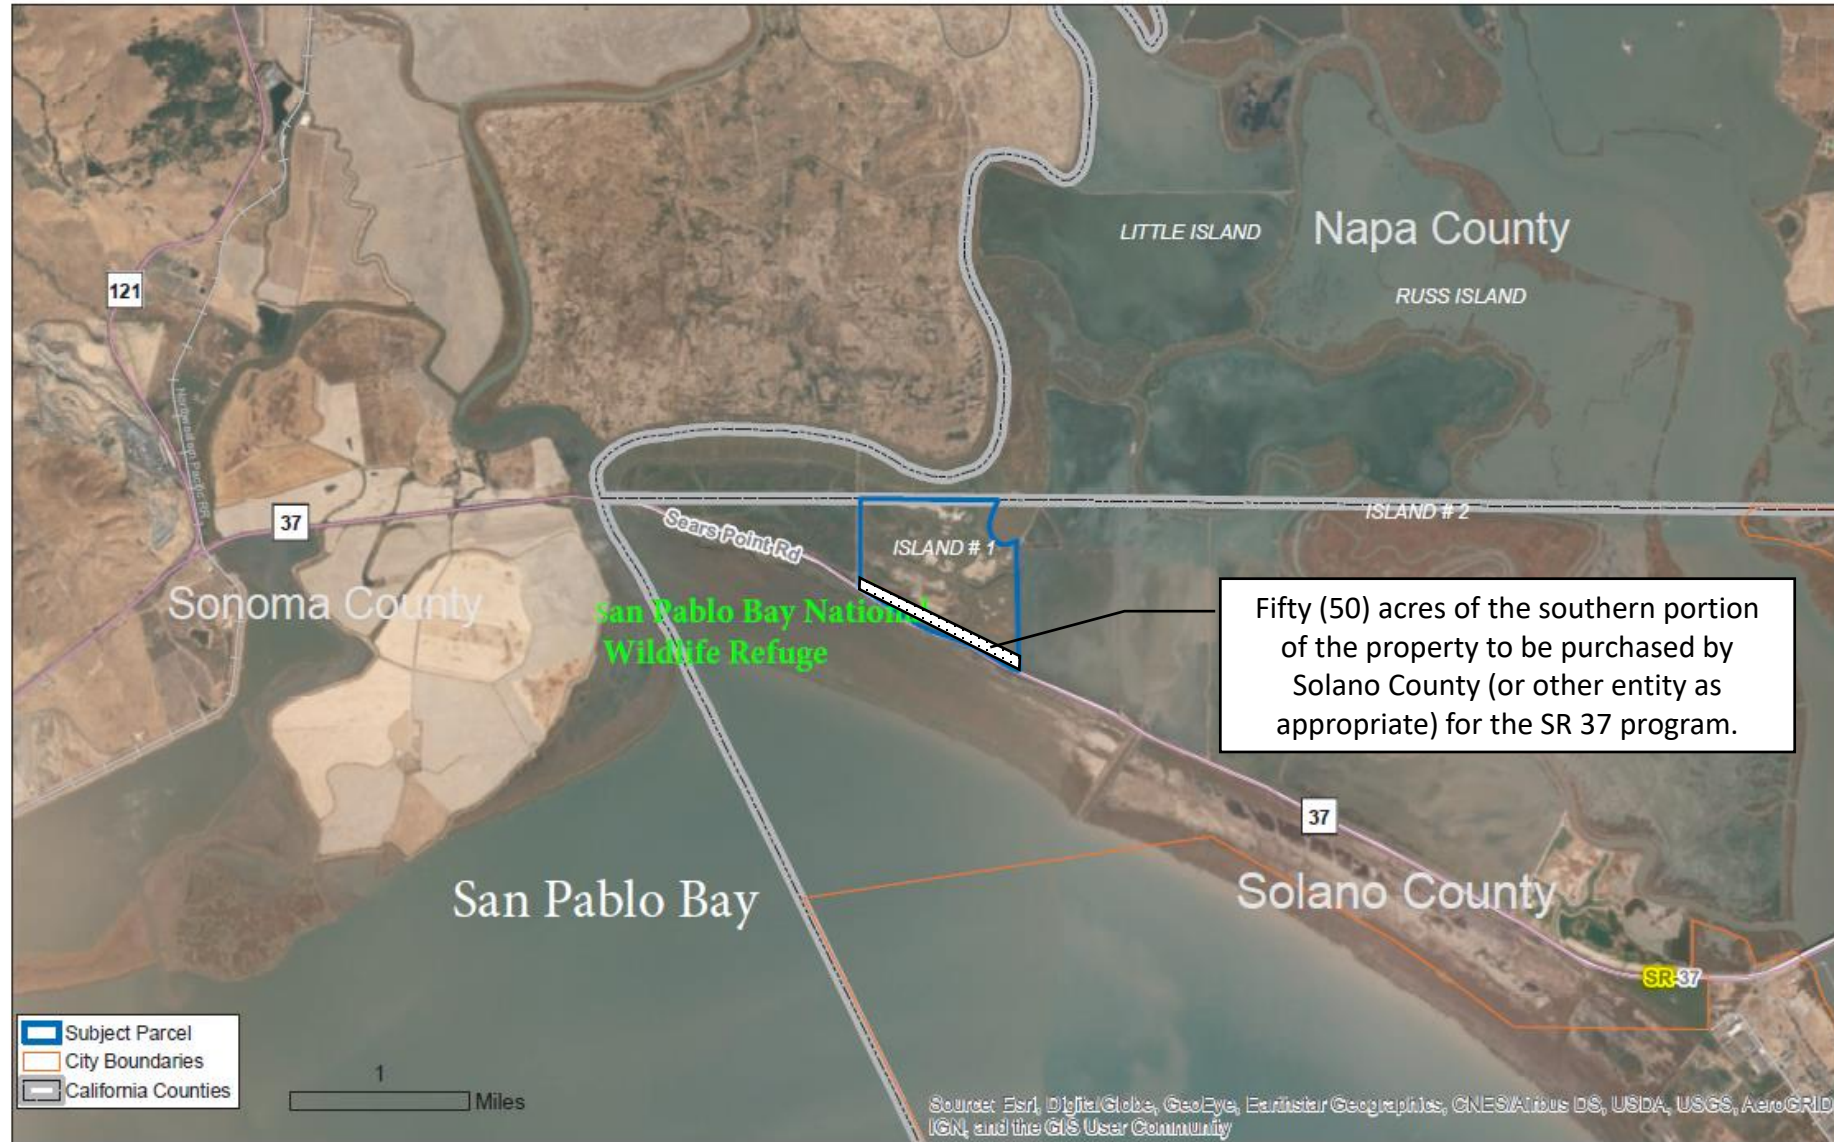 LITTLE ISLAND
Napa County
RUSS ISLAND
121
Northwestern Pacific RR
37
Sears Point Rd
ISLAND # 1
ISLAND # 2
Sonoma County
San Pablo Bay National
Wildlife Refuge
Fifty (50) acres of the southern portion
of the property to be purchased by
Solano County (or other entity as
appropriate) for the SR 37 program.
37
San Pablo Bay
Solano County
SR-37
Subject Parcel
City Boundaries
California Counties
1
Miles
Source: Esri, DigitalGlobe, GeoEye, Earthstar Geographics, CNES/Airbus DS, USDA, USGS, AeroGRID
IGN, and the GIS User Community